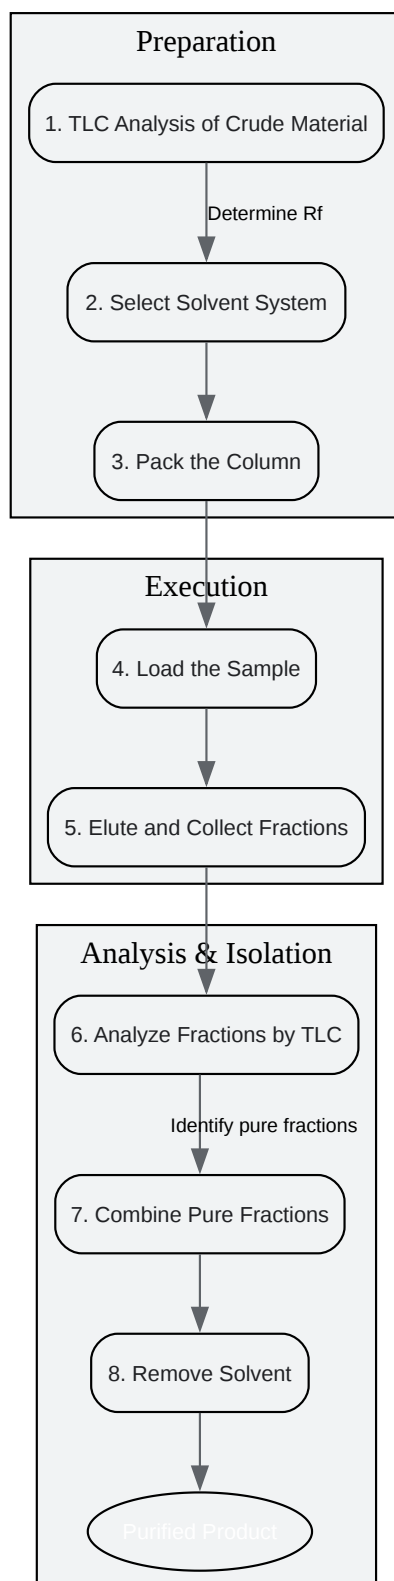 Preparation
1. TLC Analysis of Crude Material
Determine Rf
2. Select Solvent System
3. Pack the Column
Execution
4. Load the Sample
5. Elute and Collect Fractions
Analysis & Isolation
6. Analyze Fractions by TLC
Identify pure fractions
7. Combine Pure Fractions
8. Remove Solvent
Purified Product